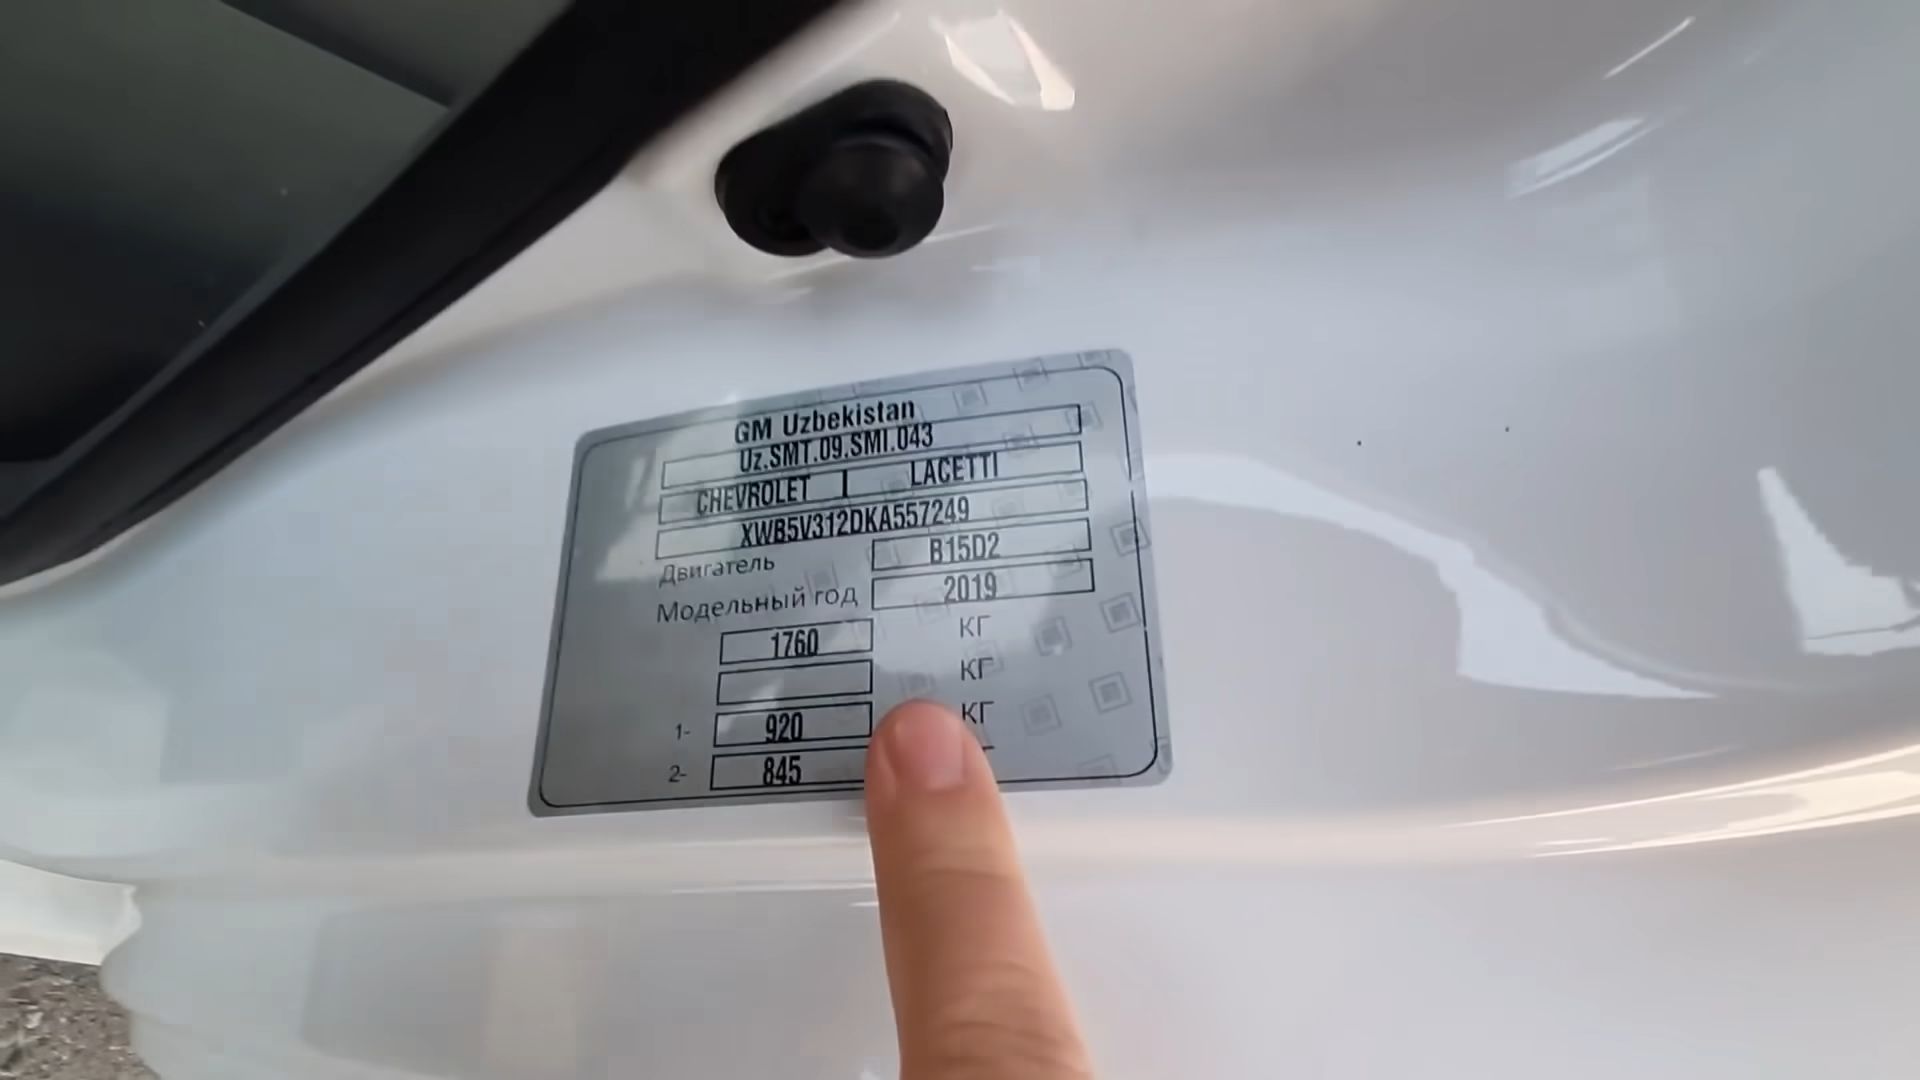 GM Uzbekistan
Uz.SMT.09.SMI.043
CHEVROLET LACETTI
XWB5V312DKA557249
Двигатель B15D2
Модельный год 2019
1760 КГ
КГ
1- 920 КГ
2- 845